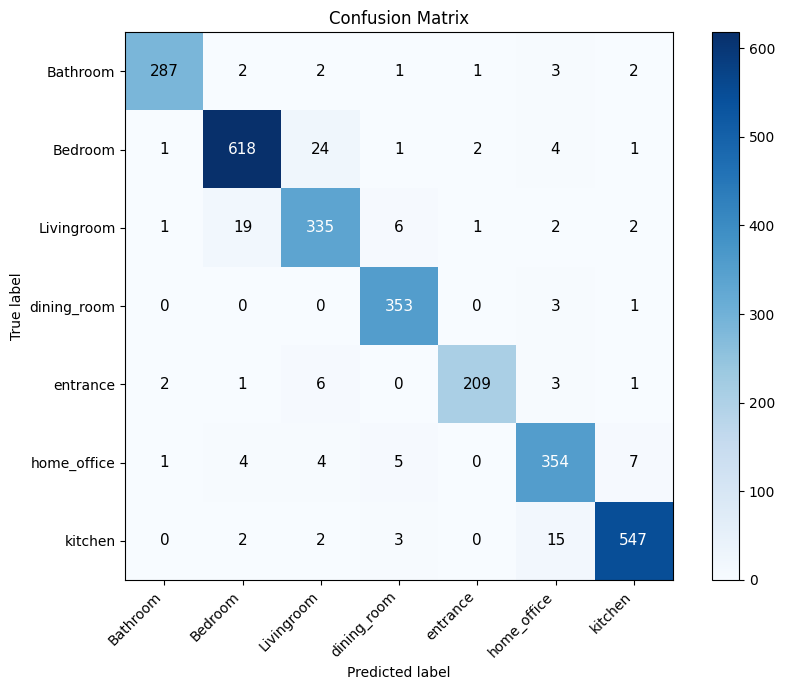 Confusion Matrix
Bathroom 287 2 2 1 1 3 2
Bedroom 1 618 24 1 2 4 1
Livingroom 1 19 335 6 1 2 2
dining_room 0 0 0 353 0 3 1
entrance 2 1 6 0 209 3 1
home_office 1 4 4 5 0 354 7
kitchen 0 2 2 3 0 15 547
Bathroom Bedroom Livingroom dining_room entrance home_office kitchen
Predicted label
True label
600
500
400
300
200
100
0